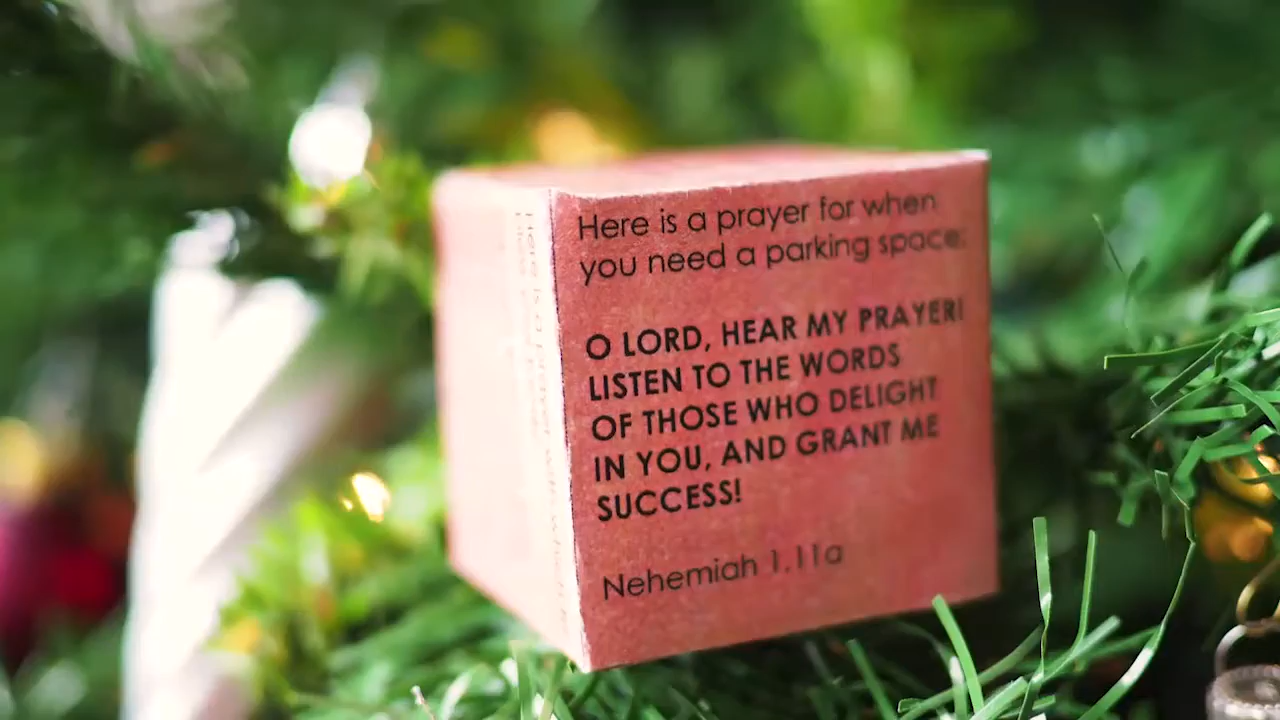 Here is a prayer for when
you need a parking space.
O LORD, HEAR MY PRAYER!
LISTEN TO THE WORDS
OF THOSE WHO DELIGHT
IN YOU, AND GRANT ME
SUCCESS!
Nehemiah 1.11a